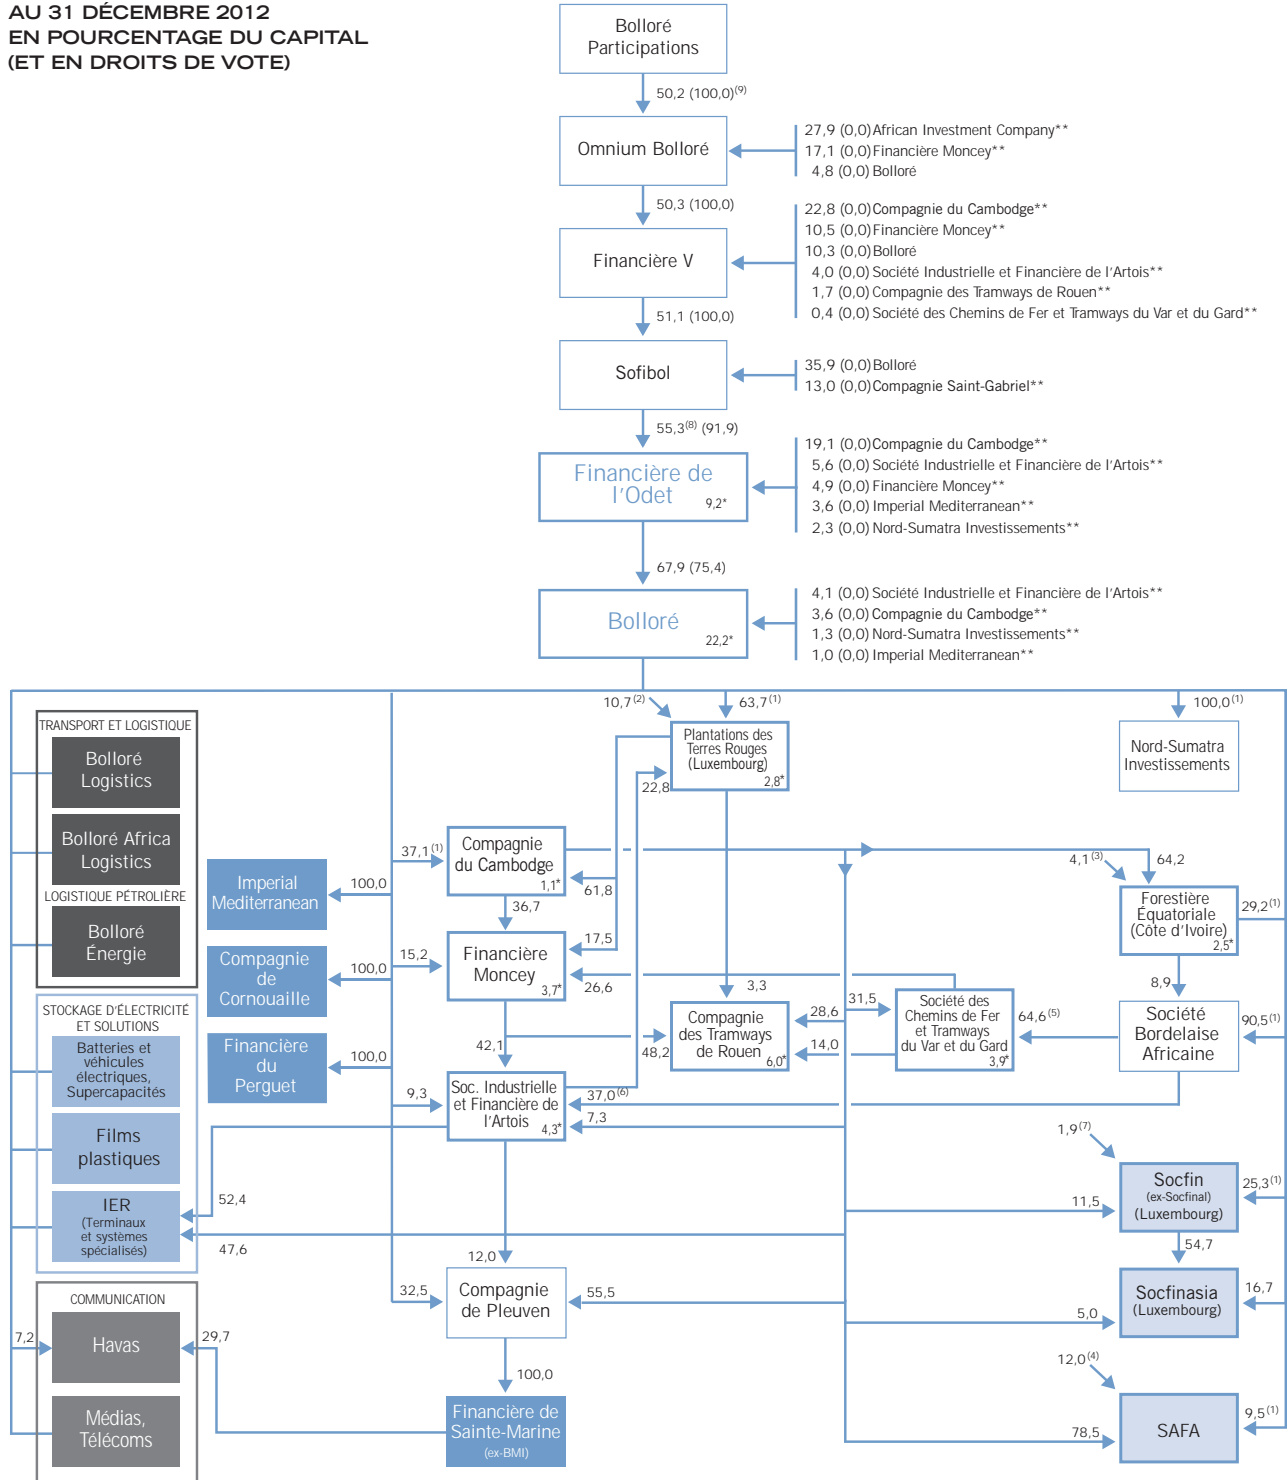 AU 31 DÉCEMBRE 2012
EN POURCENTAGE DU CAPITAL
(ET EN DROITS DE VOTE)
Bolloré
Participations
50,2 (100,0)(9)
Omnium Bolloré
27,9 (0,0) African Investment Company**
17,1 (0,0) Financière Moncey**
4,8 (0,0) Bolloré
50,3 (100,0)
Financière V
22,8 (0,0) Compagnie du Cambodge**
10,5 (0,0) Financière Moncey**
10,3 (0,0) Bolloré
4,0 (0,0) Société Industrielle et Financière de l'Artois**
1,7 (0,0) Compagnie des Tramways de Rouen**
0,4 (0,0) Société des Chemins de Fer et Tramways du Var et du Gard**
51,1 (100,0)
Sofibol
35,9 (0,0) Bolloré
13,0 (0,0) Compagnie Saint-Gabriel**
55,3(8) (91,9)
Financière de
l'Odet
9,2*
19,1 (0,0) Compagnie du Cambodge**
5,6 (0,0) Société Industrielle et Financière de l'Artois**
4,9 (0,0) Financière Moncey**
3,6 (0,0) Imperial Mediterranean**
2,3 (0,0) Nord-Sumatra Investissements**
67,9 (75,4)
Bolloré
22,2*
4,1 (0,0) Société Industrielle et Financière de l'Artois**
3,6 (0,0) Compagnie du Cambodge**
1,3 (0,0) Nord-Sumatra Investissements**
1,0 (0,0) Imperial Mediterranean**
10,7(2)
63,7(1)
100,0(1)
TRANSPORT ET LOGISTIQUE
Bolloré
Logistics
Bolloré Africa
Logistics
LOGISTIQUE PÉTROLIÈRE
Bolloré
Énergie
STOCKAGE D'ÉLECTRICITÉ
ET SOLUTIONS
Batteries et
véhicules
électriques,
Supercapacités
Films
plastiques
IER
(Terminaux
et systèmes
spécialisés)
COMMUNICATION
7,2
Havas
29,7
Médias,
Télécoms
Imperial
Mediterranean
100,0
Compagnie
de
Cornouaille
100,0
Financière
du
Perguet
100,0
52,4
47,6
Plantations des
Terres Rouges
(Luxembourg)
2,8*
22,8
Nord-Sumatra
Investissements
37,1(1)
Compagnie
du Cambodge
1,1*
61,8
36,7
15,2
Financière
Moncey
3,7*
17,5
26,6
42,1
48,2
3,3
Compagnie
des Tramways
de Rouen
6,0*
28,6
14,0
31,5
Société des
Chemins de Fer
et Tramways
du Var et du Gard
3,9*
64,6(5)
4,1(3)
64,2
Forestière
Équatoriale
(Côte d'Ivoire)
2,5*
29,2(1)
8,9
Société
Bordelaise
Africaine
90,5(1)
9,3
Soc. Industrielle
et Financière de
l'Artois
4,3*
37,0(6)
7,3
12,0
32,5
Compagnie
de Pleuven
55,5
100,0
Financière de
Sainte-Marine
(ex-BMI)
1,9(7)
11,5
Socfin
(ex-Socfinal)
(Luxembourg)
25,3(1)
54,7
5,0
Socfinasia
(Luxembourg)
16,7
12,0(4)
78,5
SAFA
9,5(1)